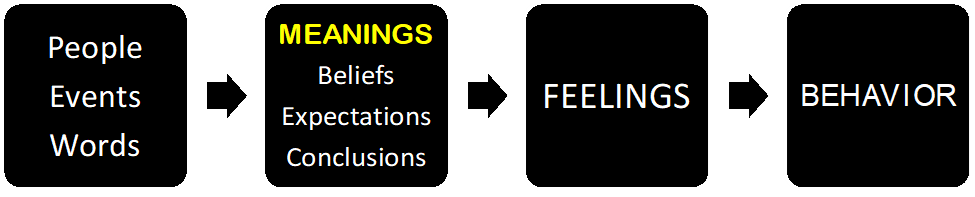 People
Events
Words
MEANINGS
Beliefs
Expectations
Conclusions
FEELINGS
BEHAVIOR